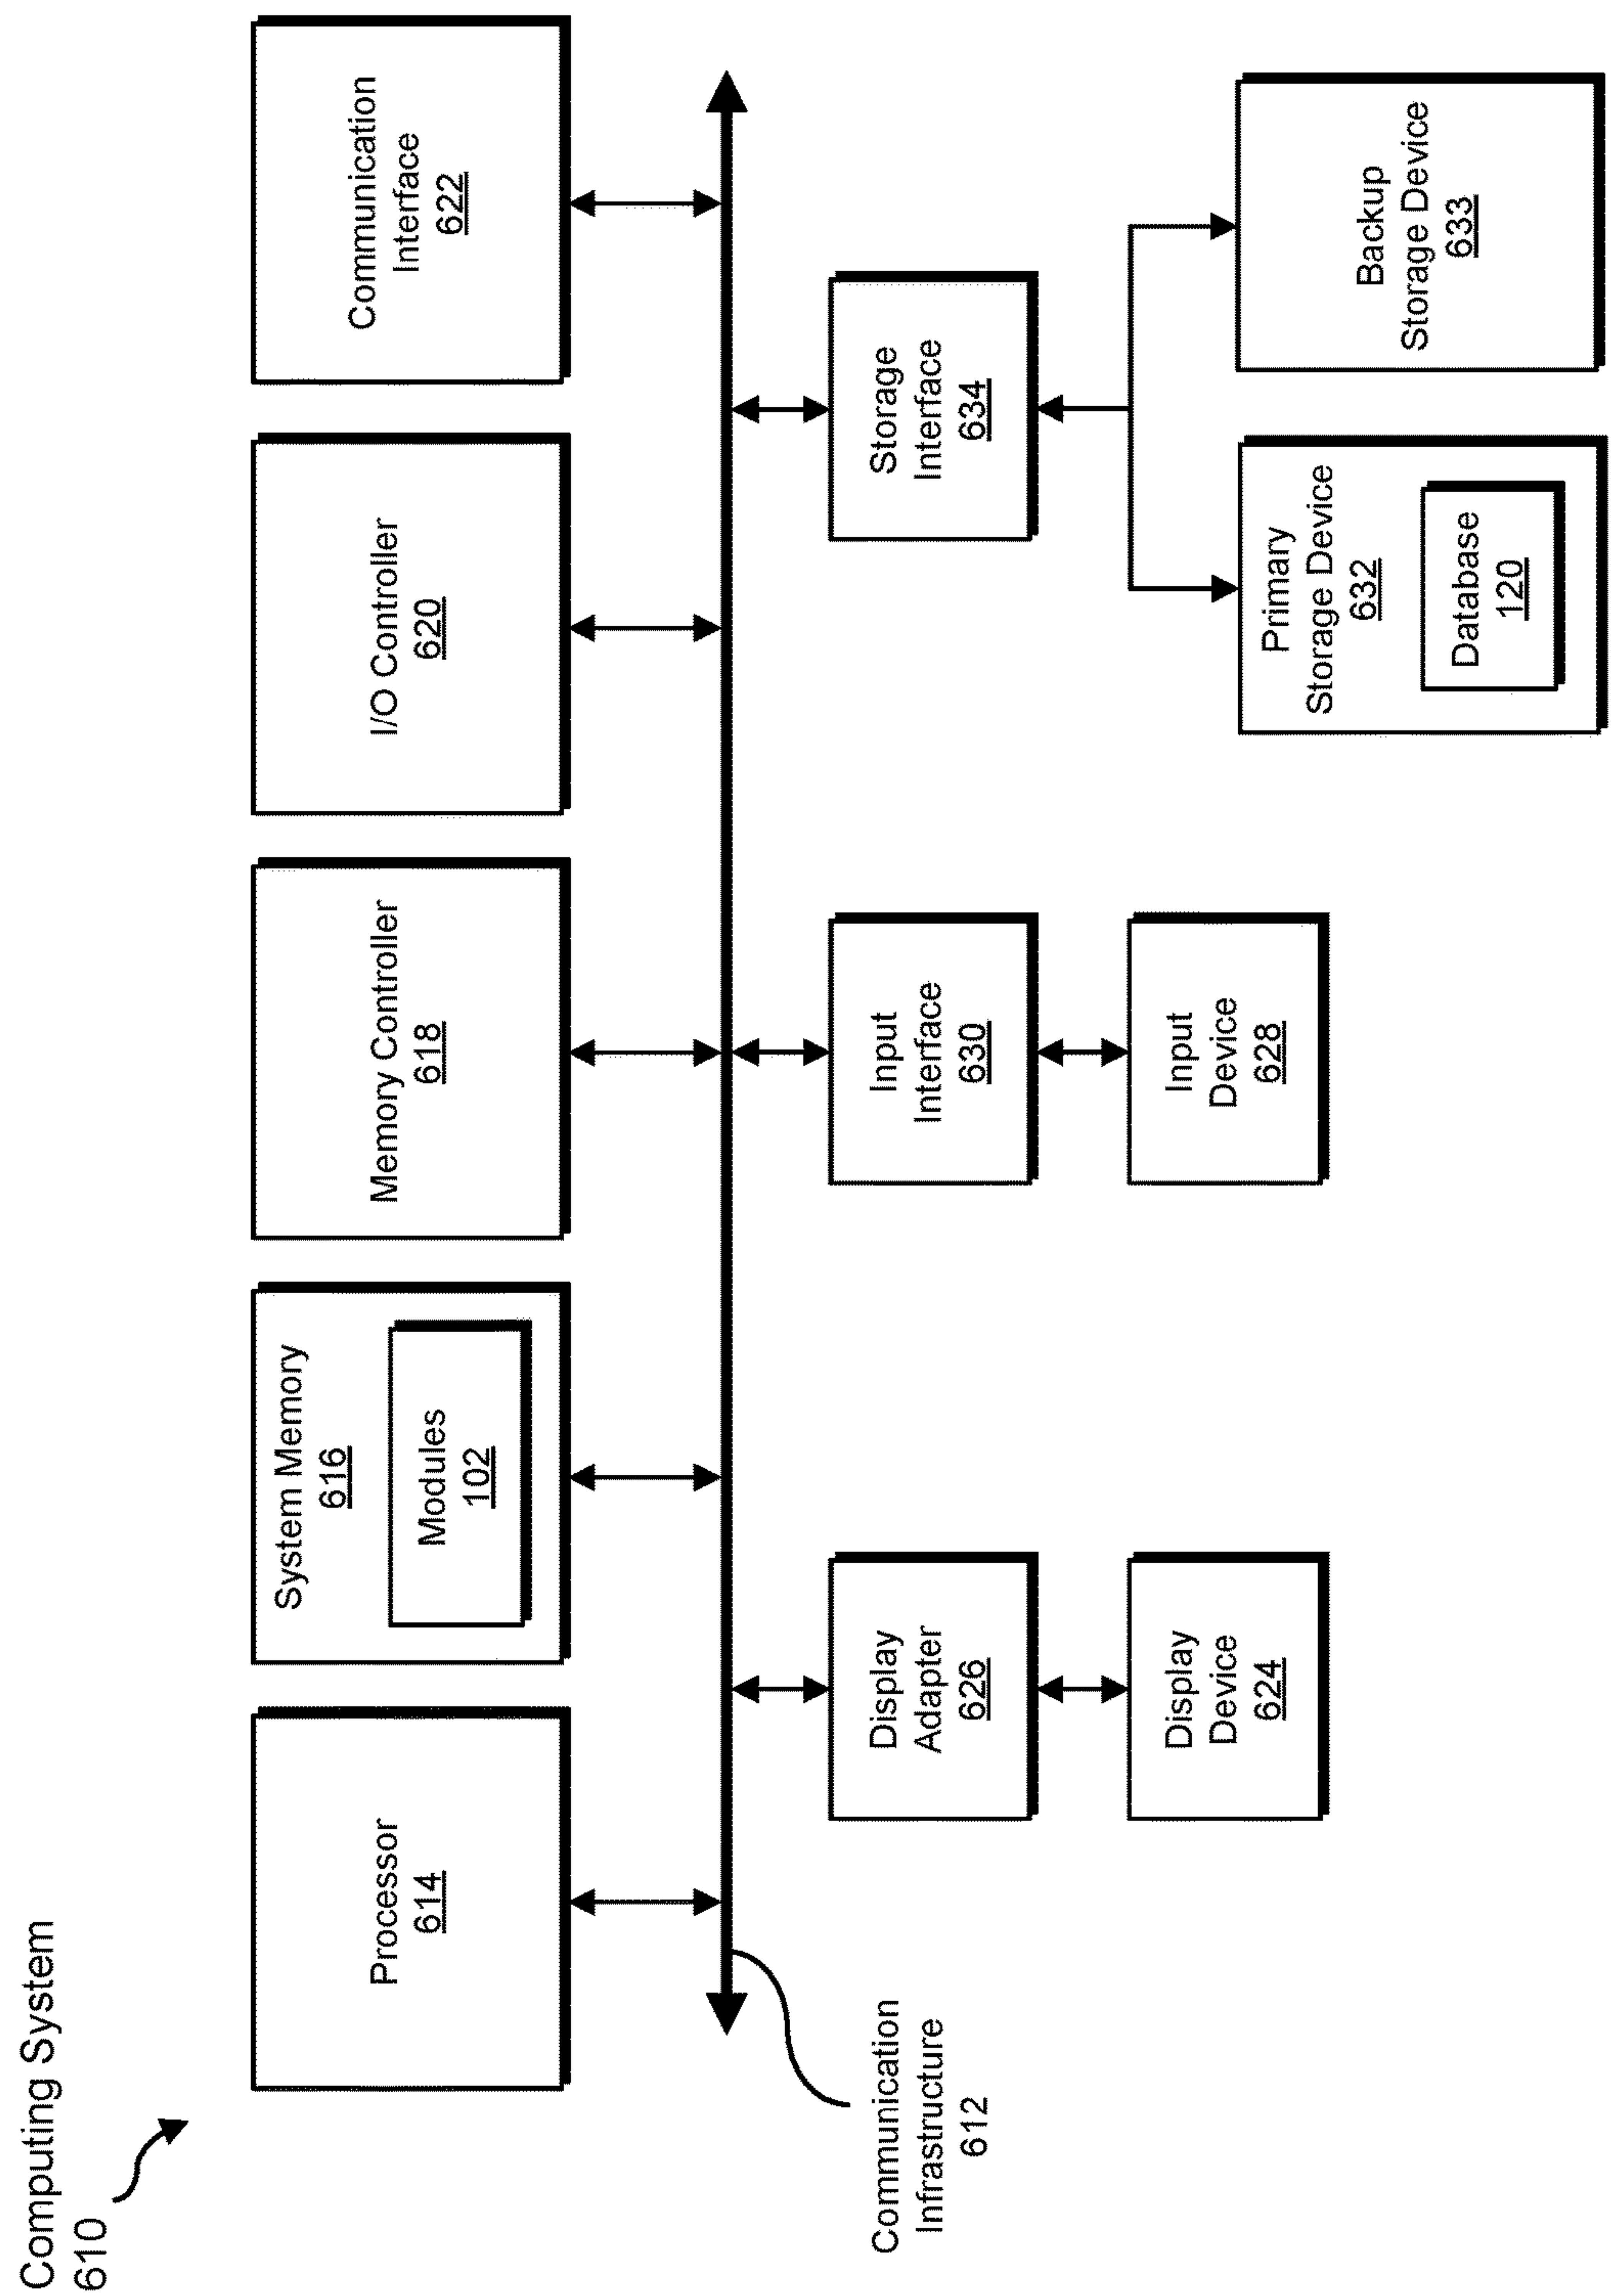 Computing System
610
Processor
614
System Memory
616
Modules
102
Memory Controller
618
I/O Controller
620
Communication
Interface
622
Communication
Infrastructure
612
Display
Adapter
626
Input
Interface
630
Storage
Interface
634
Display
Device
624
Input
Device
628
Primary
Storage Device
632
Database
120
Backup
Storage Device
633